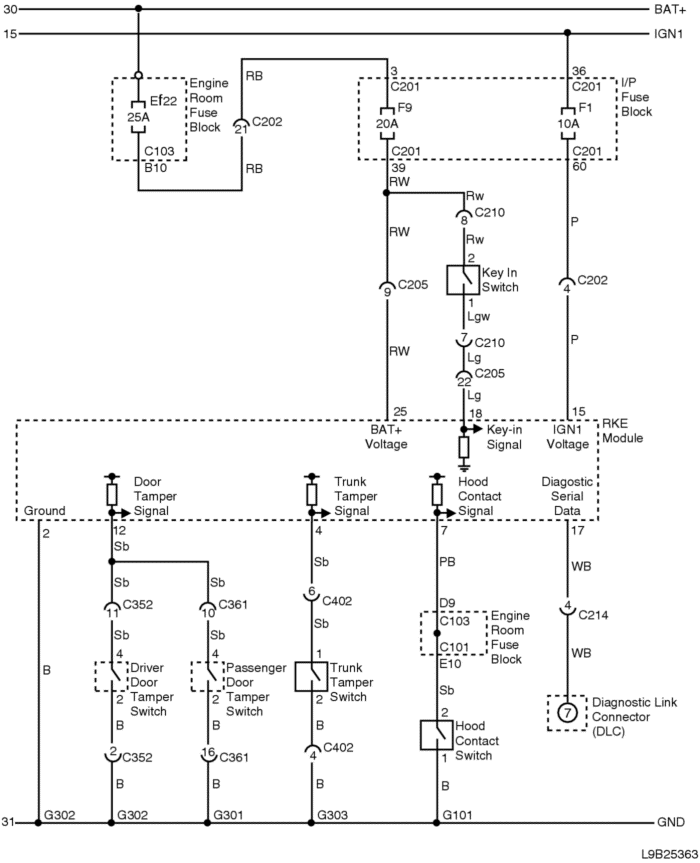 30 BAT+
15 IGN1
3 36
RB C201 C201 I/P
Engine Fuse
Ef22 Room Block
25A Fuse
Block
C202
21
F9 F1
20A 10A
C103 C201 C201
B10 RB 39 60
RW
Rw
C210
8
RW Rw P
2
Key In
Switch
C205 C202
9 4
1
Lgw
7
C210
RW Lg P
C205
22
Lg
25 18 15
RKE
Module
BAT+ Key-in IGN1
Voltage Signal Voltage
Door Trunk Hood Diagnostic
Tamper Tamper Contact Serial
Ground Signal Signal Signal Data
2 12 4 7 17
Sb
Sb Sb Sb PB WB
6
C402
C352 C361 D9 4
11 10 C103 C214
Sb Sb Sb Engine
Room
Fuse
Block
C101
E10
4 4 1 WB
B Driver Passenger Trunk Sb
Door Door Tamper
Tamper Tamper Switch
Switch Switch
2 2 2
7 Diagnostic Link
Connector
(DLC)
2
B B B Hood
Contact
Switch
2 16 C402
C352 C361 4
1
B B B B
31 G302 G302 G301 G303 G101 GND
L9B25363